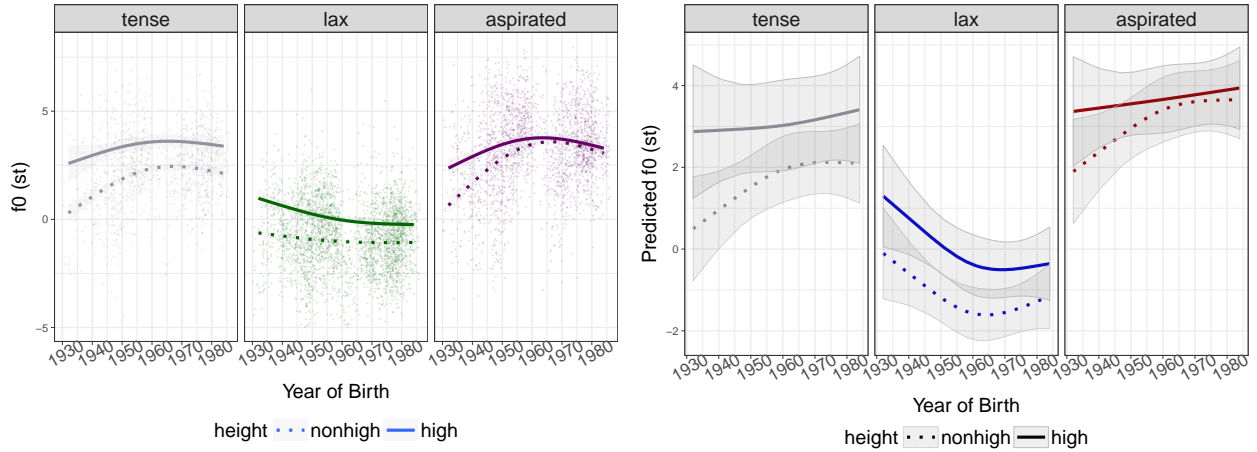 tense lax aspirated
5
0
−5
f0 (st)
1930 1940 1950 1960 1970 1980 1930 1940 1950 1960 1970 1980 1930 1940 1950 1960 1970 1980
Year of Birth
height nonhigh high
tense lax aspirated
4
2
0
−2
Predicted f0 (st)
1930 1940 1950 1960 1970 1980 1930 1940 1950 1960 1970 1980 1930 1940 1950 1960 1970 1980
Year of Birth
height nonhigh high